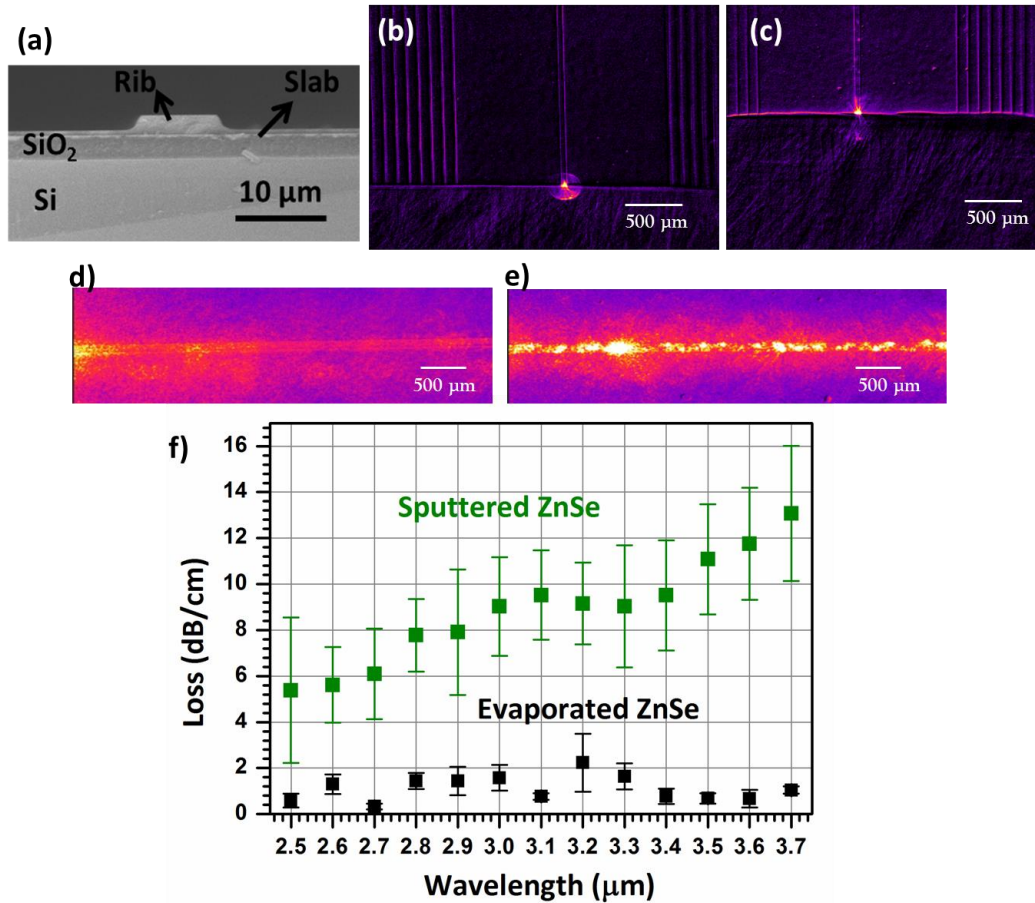 (a)
Rib
Slab
SiO₂
Si
10 µm
(b)
500 µm
(c)
500 µm
d)
500 µm
e)
500 µm
f)
16
14
12
10
8
6
4
2
0
Loss (dB/cm)
Sputtered ZnSe
Evaporated ZnSe
2.5 2.6 2.7 2.8 2.9 3.0 3.1 3.2 3.3 3.4 3.5 3.6 3.7
Wavelength (µm)